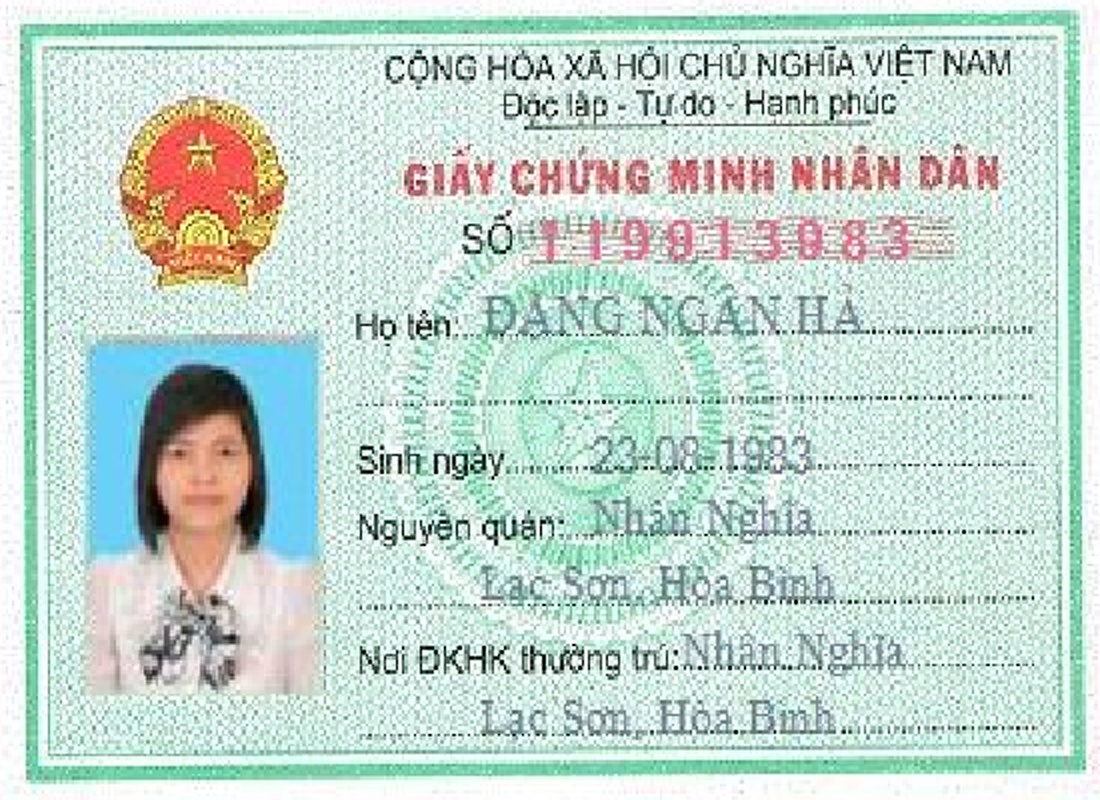 CỘNG HÒA XÃ HỘI CHỦ NGHĨA VIỆT NAM
Độc lập - Tự do - Hạnh phúc
GIẤY CHỨNG MINH NHÂN DÂN
SỐ 119913983
Họ tên: ĐẶNG NGÂN HÀ
Sinh ngày 23-08-1983
Nguyên quán: Nhân Nghĩa
Lạc Sơn, Hòa Bình
Nơi ĐKHK thường trú: Nhân Nghĩa
Lạc Sơn, Hòa Bình